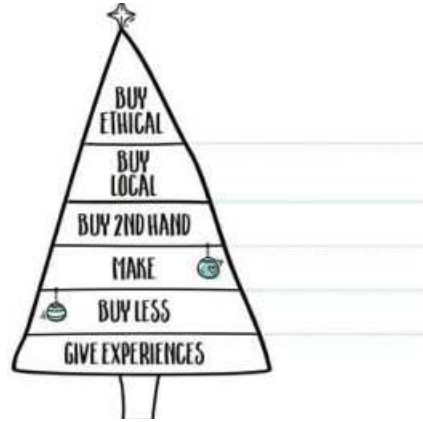 BUY
ETHICAL
BUY
LOCAL
BUY 2ND HAND
MAKE
BUY LESS
GIVE EXPERIENCES